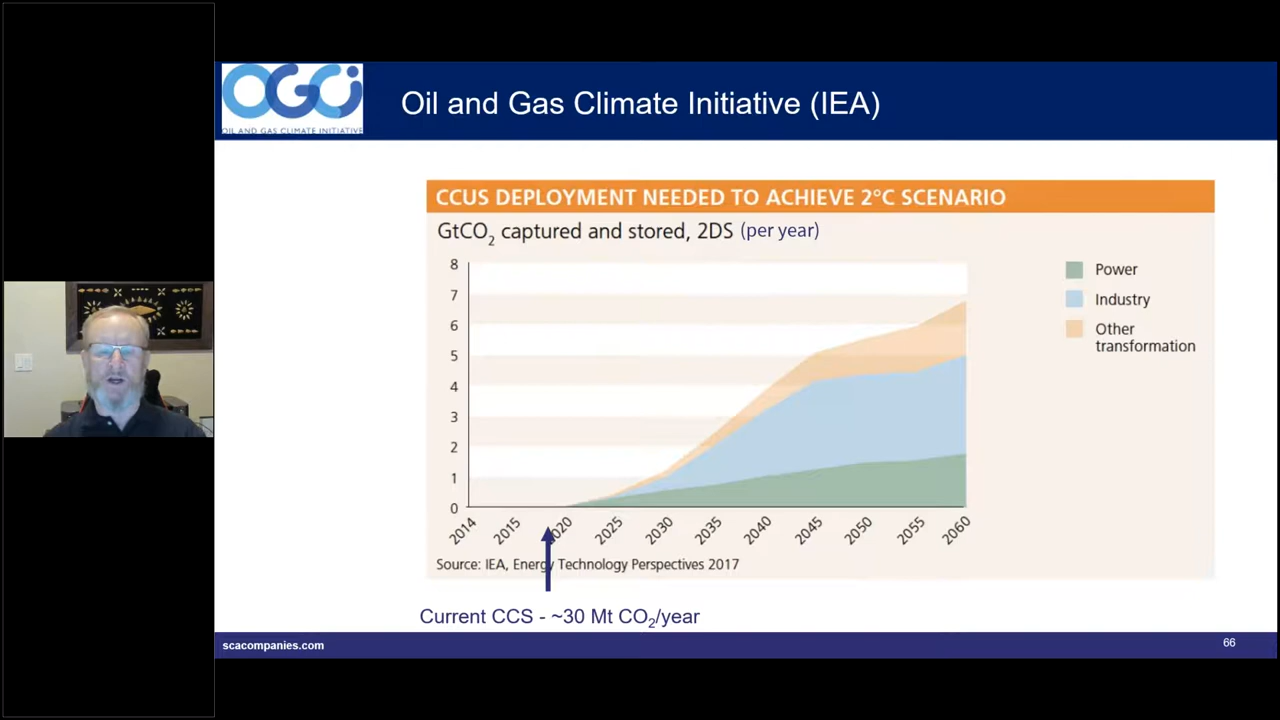 OGCi
OIL AND GAS CLIMATE INITIATIVE
Oil and Gas Climate Initiative (IEA)
CCUS DEPLOYMENT NEEDED TO ACHIEVE 2°C SCENARIO
GtCO₂ captured and stored, 2DS (per year)
8
7
6
5
4
3
2
1
0
2014
2015
2020
2025
2030
2035
2040
2045
2050
2055
2060
Power
Industry
Other
transformation
Source: IEA, Energy Technology Perspectives 2017
Current CCS - ~30 Mt CO₂/year
scacompanies.com
66